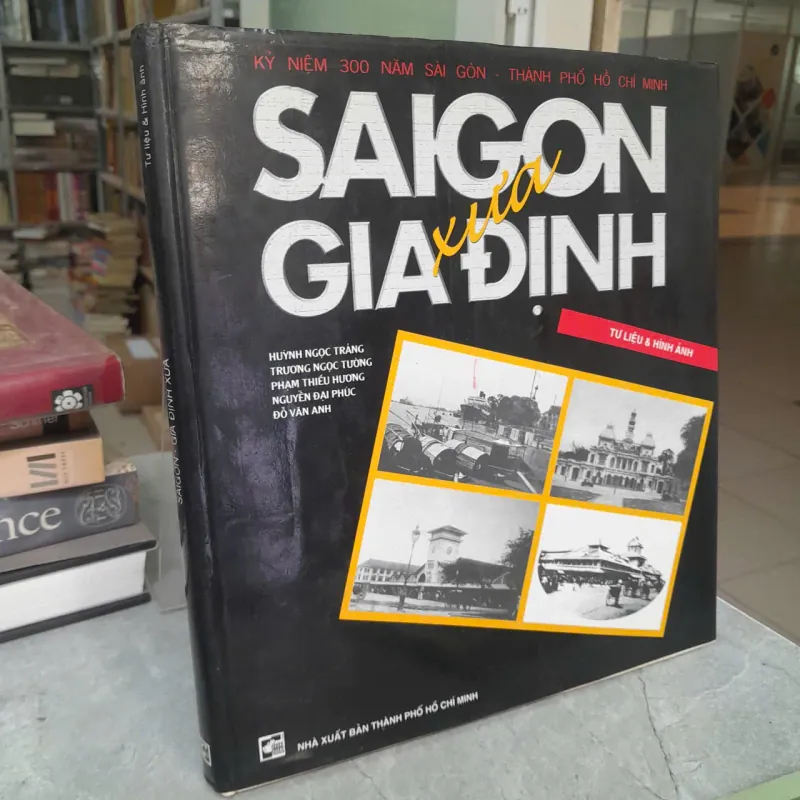 KỶ NIỆM 300 NĂM SÀI GÒN - THÀNH PHỐ HỒ CHÍ MINH
SAIGON
xưa
GIA ĐỊNH
TƯ LIỆU & HÌNH ẢNH
HUỲNH NGỌC TRẢNG
TRƯƠNG NGỌC TƯỜNG
PHẠM THIẾU HƯƠNG
NGUYỄN ĐẠI PHÚC
ĐỖ VĂN ANH
NHÀ XUẤT BẢN THÀNH PHỐ HỒ CHÍ MINH
Tư liệu & Hình ảnh
SAIGON - GIA ĐỊNH XƯA
nce